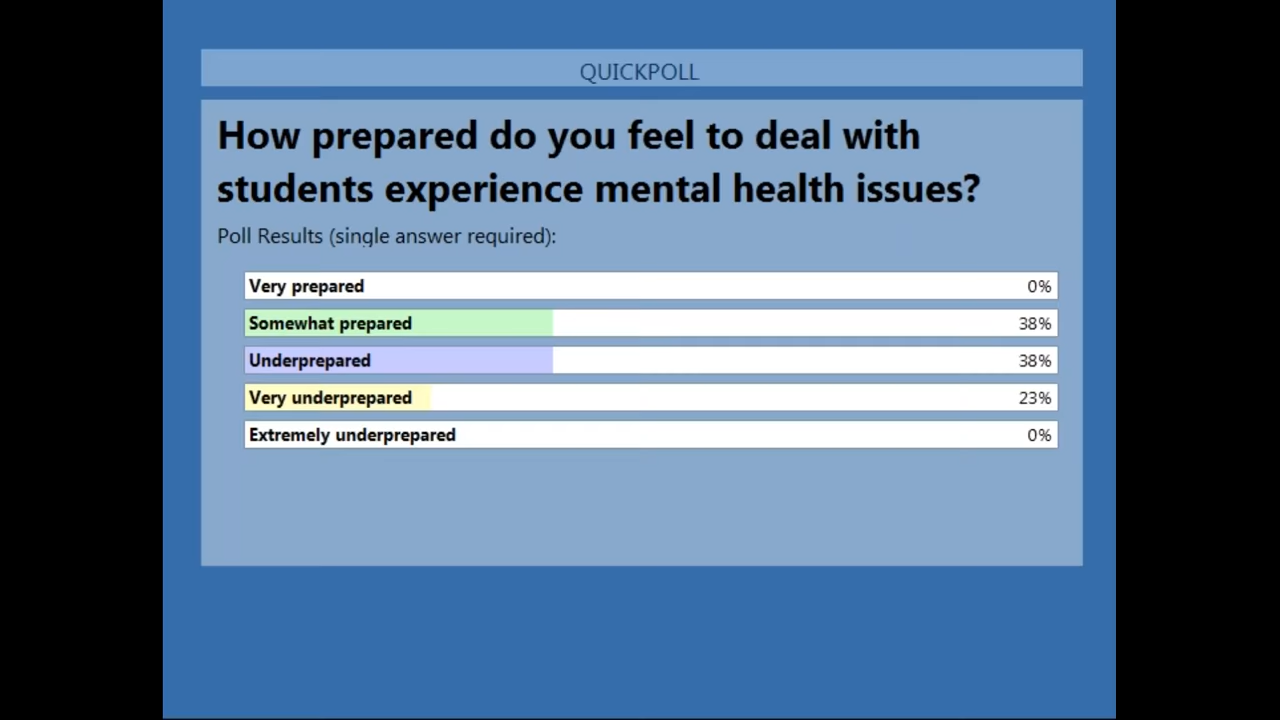 QUICKPOLL
How prepared do you feel to deal with
students experience mental health issues?
Poll Results (single answer required):
Very prepared 0%
Somewhat prepared 38%
Underprepared 38%
Very underprepared 23%
Extremely underprepared 0%